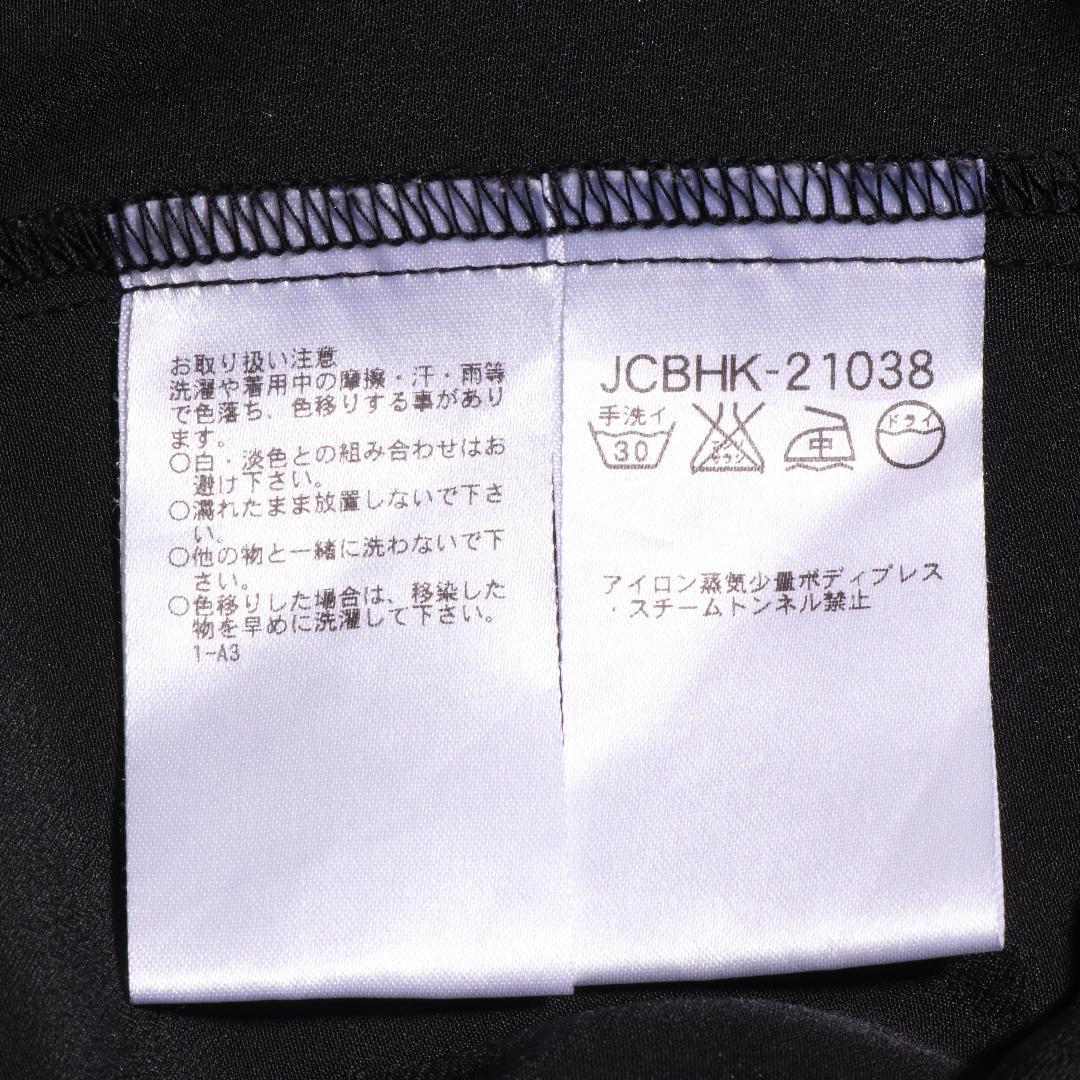 お取り扱い注意
洗濯や着用中の摩擦・汗・雨等
で色落ち、色移りする事があり
ます。
○白・淡色との組み合わせはお
避け下さい。
○濡れたまま放置しないで下さ
い。
○他の物と一緒に洗わないで下
さい。
○色移りした場合は、移染した
物を早めに洗濯して下さい。
1-A3
JCBHK-21038
手洗イ
30
エンソ
サラシ
中
ドライ
アイロン蒸気少量ボディプレス
・スチームトンネル禁止